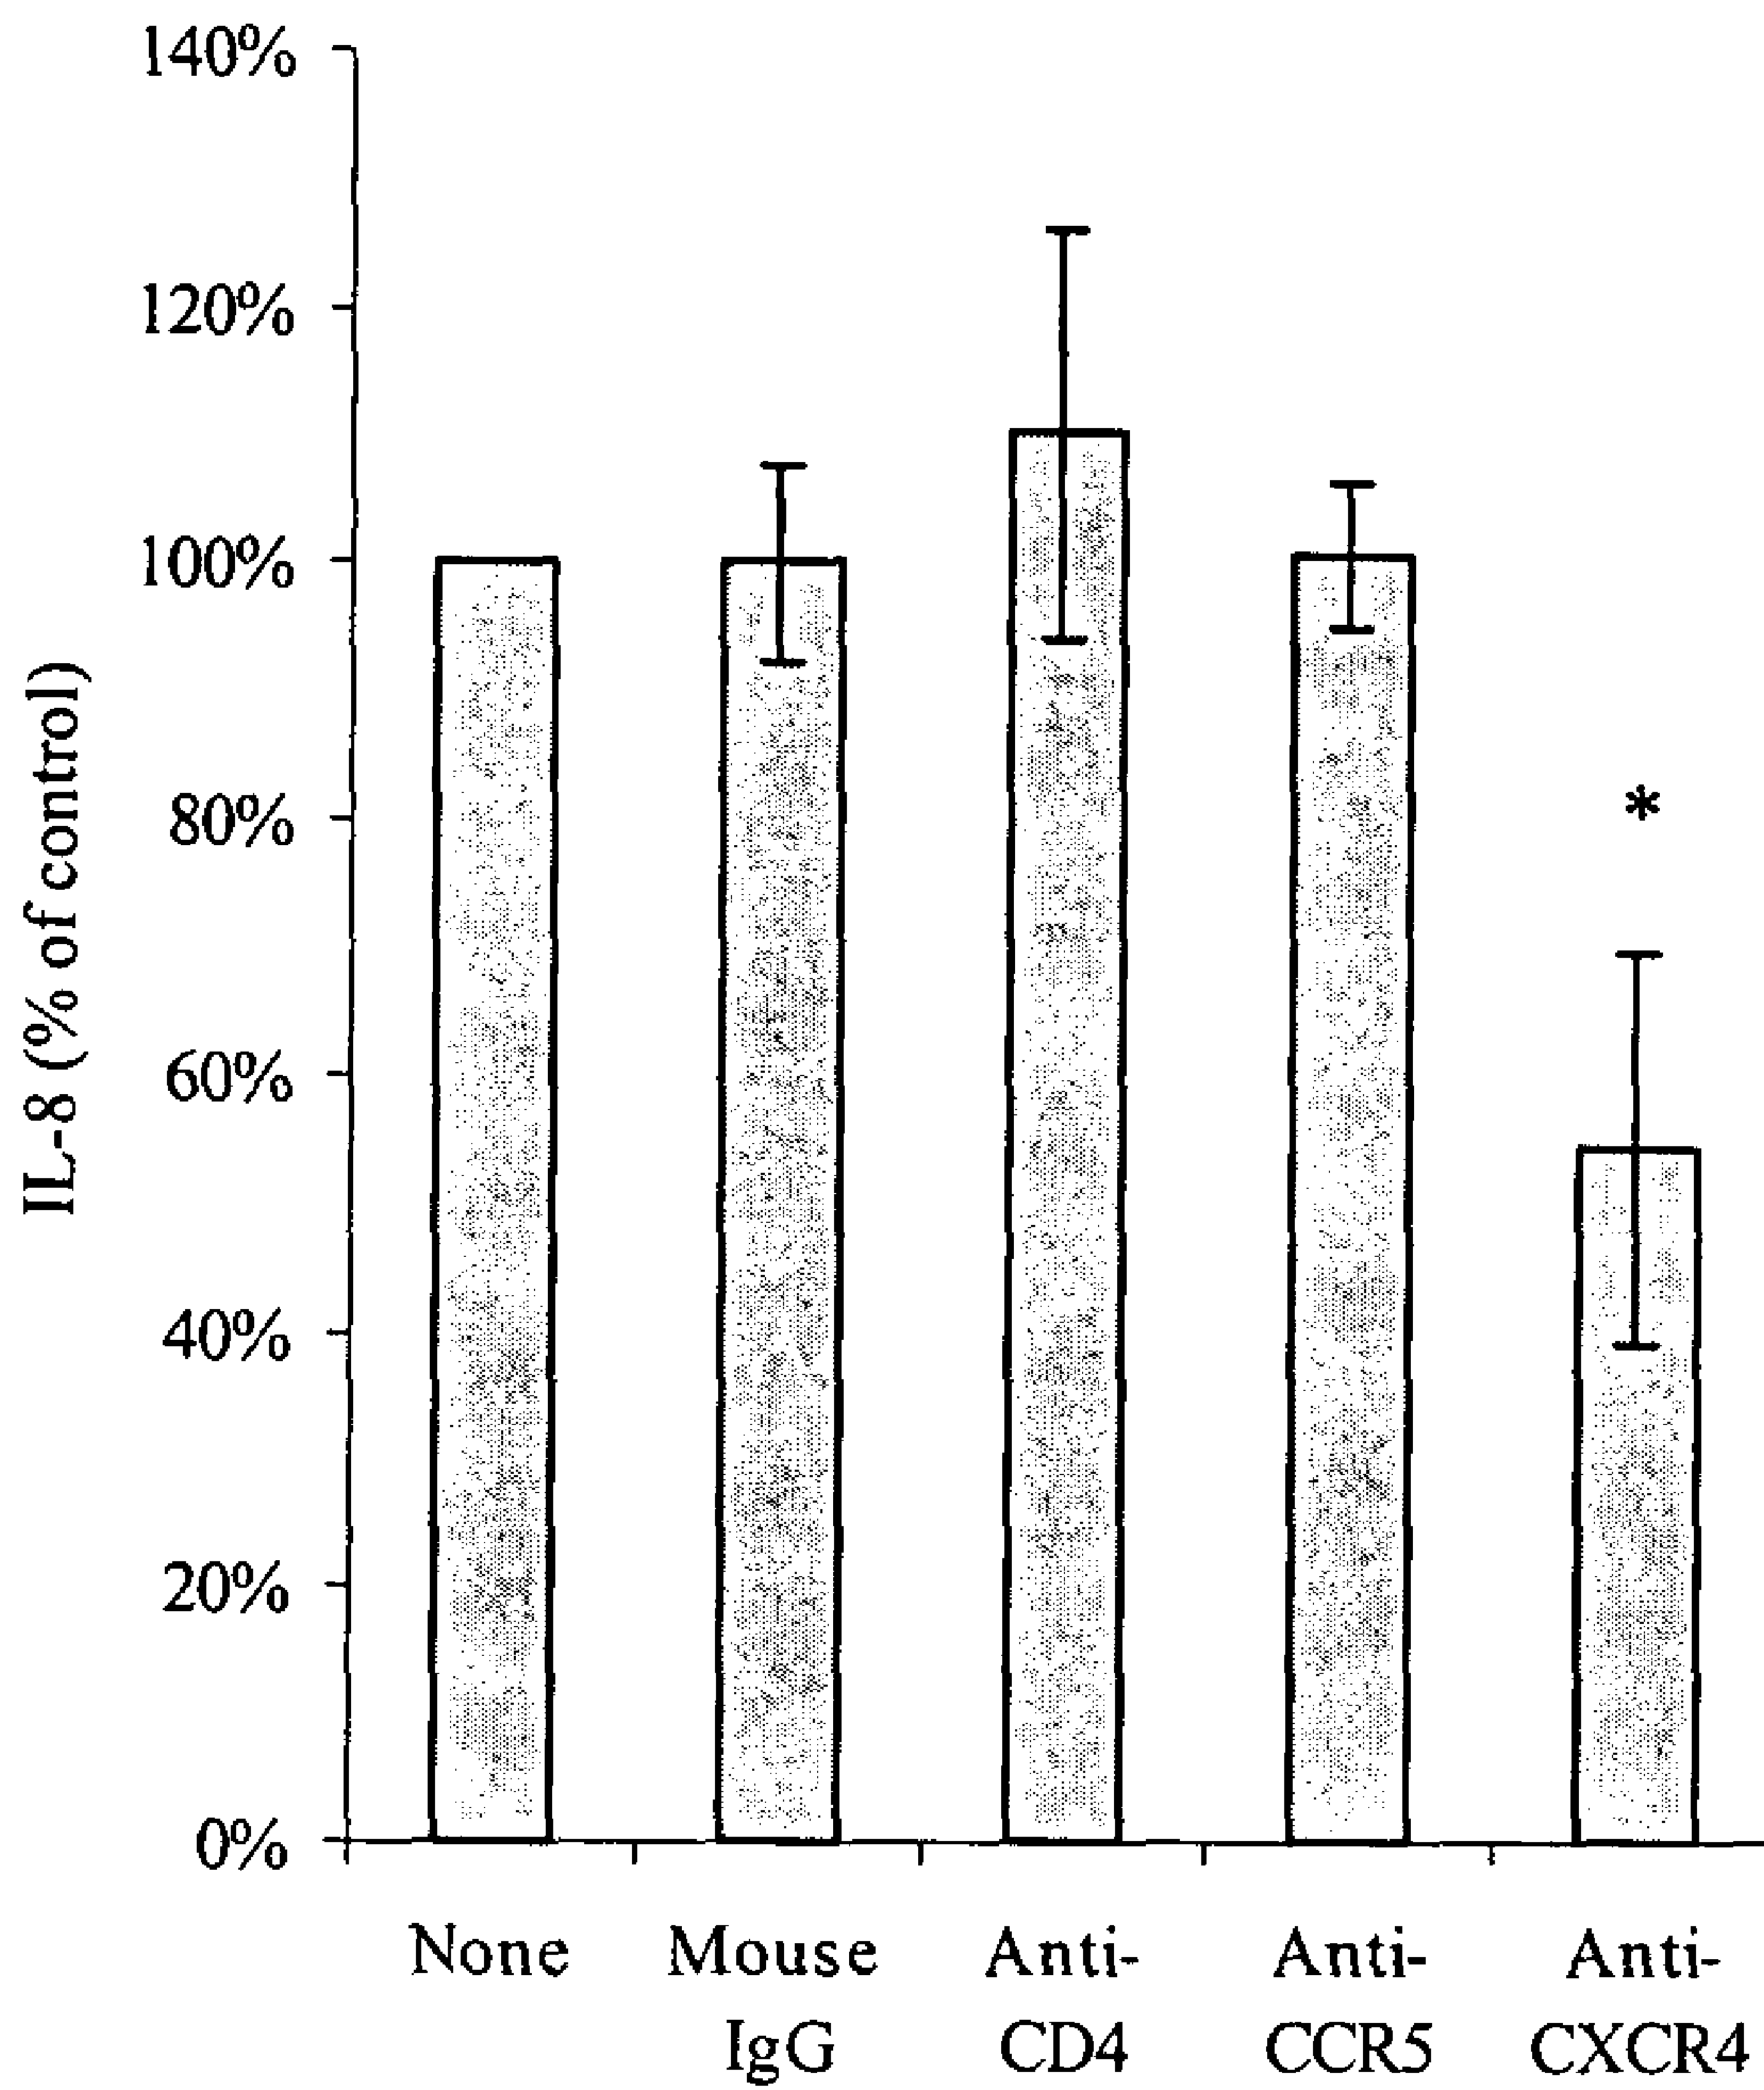 140%
120%
100%
80%
60%
40%
20%
0%
IL-8 (% of control)
*
None
Mouse
IgG
Anti-
CD4
Anti-
CCR5
Anti-
CXCR4